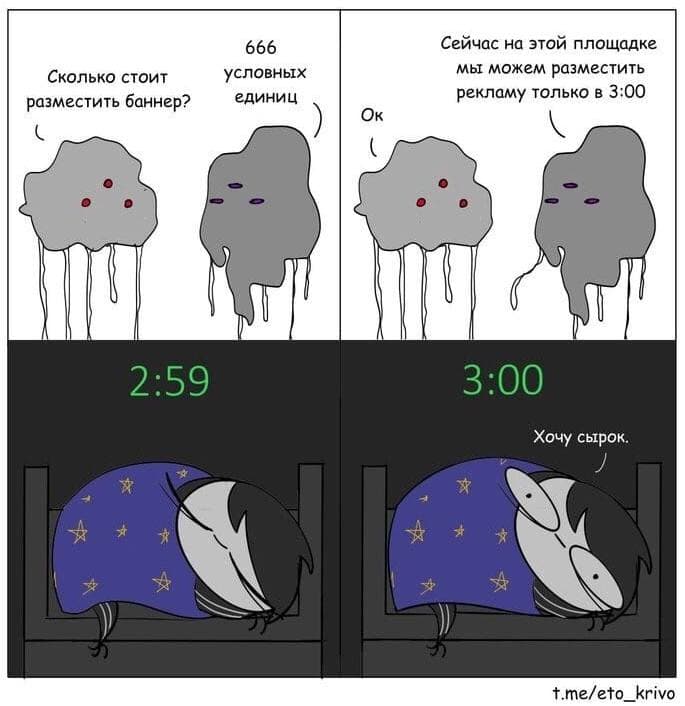 Сколько стоит
разместить баннер?
666
условных
единиц
Ок
Сейчас на этой площадке
мы можем разместить
рекламу только в 3:00
2:59
3:00
Хочу сырок.
t.me/eto_krivo